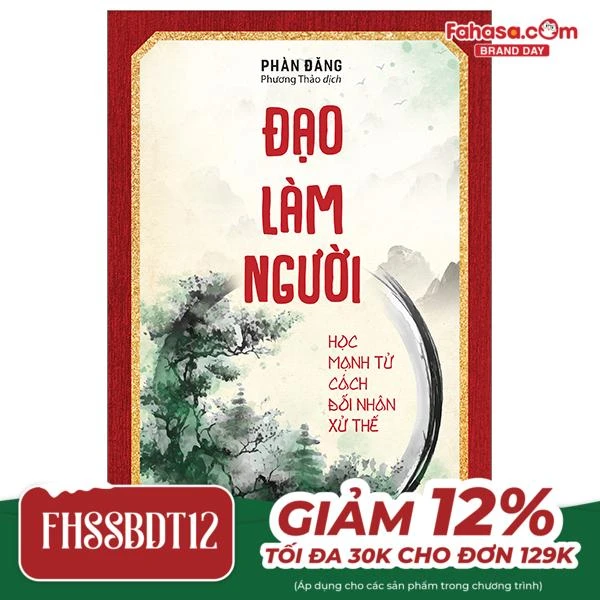 Fahasa.com
BRAND DAY
PHÀN ĐĂNG
Phương Thảo dịch
ĐẠO
LÀM
NGƯỜI
HỌC
MẠNH TỬ
CÁCH
ĐỐI NHÂN
XỬ THẾ
FHSSBDT12
GIẢM 12%
TỐI ĐA 30K CHO ĐƠN 129K
(Áp dụng cho các sản phẩm trong chương trình)